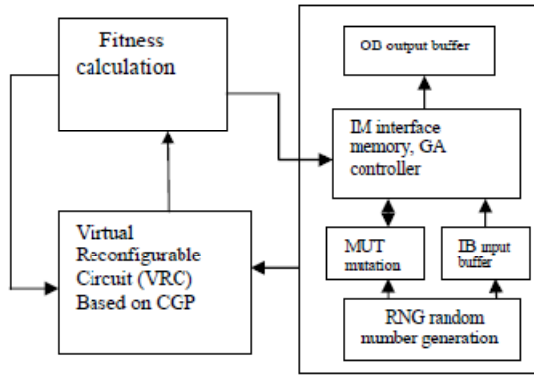 Fitness
calculation
OB output buffer
IM interface
memory, GA
controller
Virtual
Reconfigurable
Circuit (VRC)
Based on CGP
MUT
mutation
IB input
buffer
RNG random
number generation